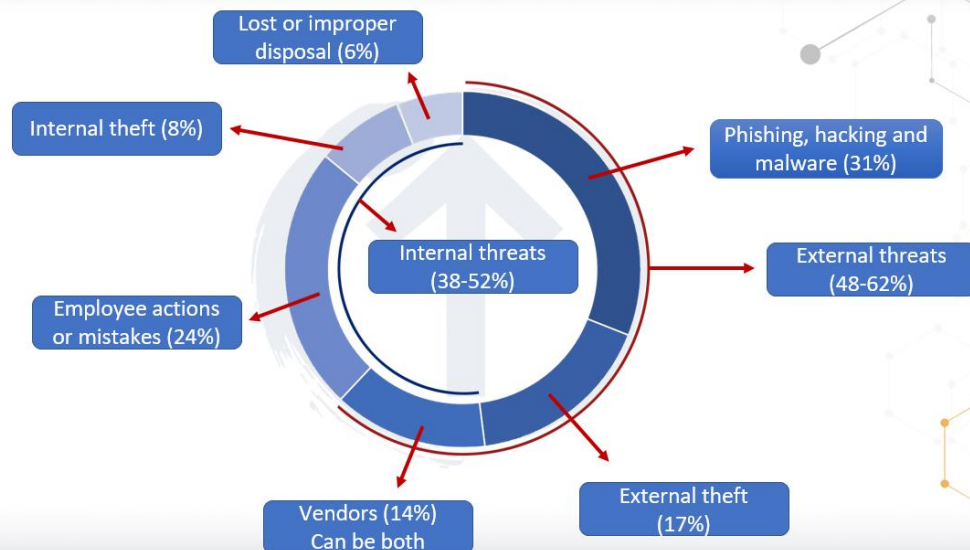 Lost or improper
disposal (6%)
Internal theft (8%)
Phishing, hacking and
malware (31%)
Internal threats
(38-52%)
External threats
(48-62%)
Employee actions
or mistakes (24%)
External theft
(17%)
Vendors (14%)
Can be both